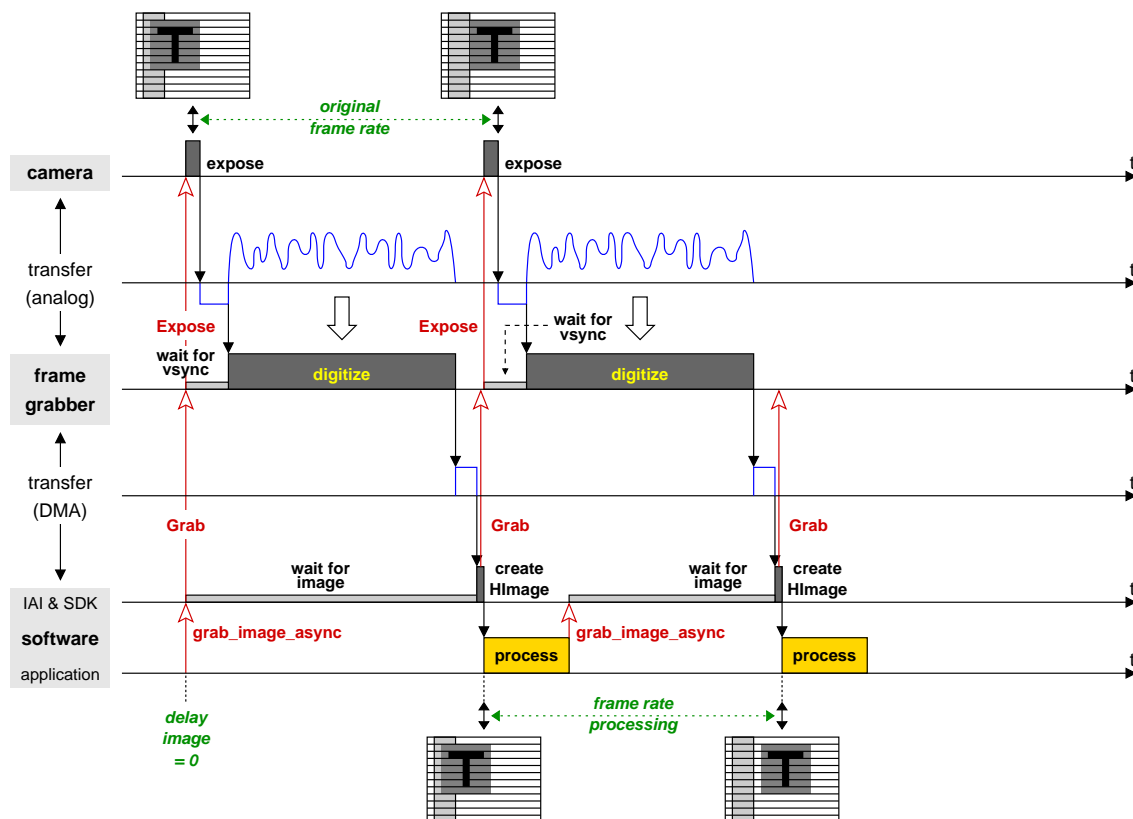 T
T
original
frame rate
expose
expose
t
camera
transfer
(analog)
t
Expose
Expose
wait for
vsync
wait for
vsync
frame
grabber
digitize
digitize
t
transfer
(DMA)
t
Grab
Grab
Grab
wait for
image
create
HImage
wait for
image
create
HImage
IAI & SDK
t
software
application
grab_image_async
grab_image_async
process
process
t
delay
image
= 0
frame rate
processing
T
T